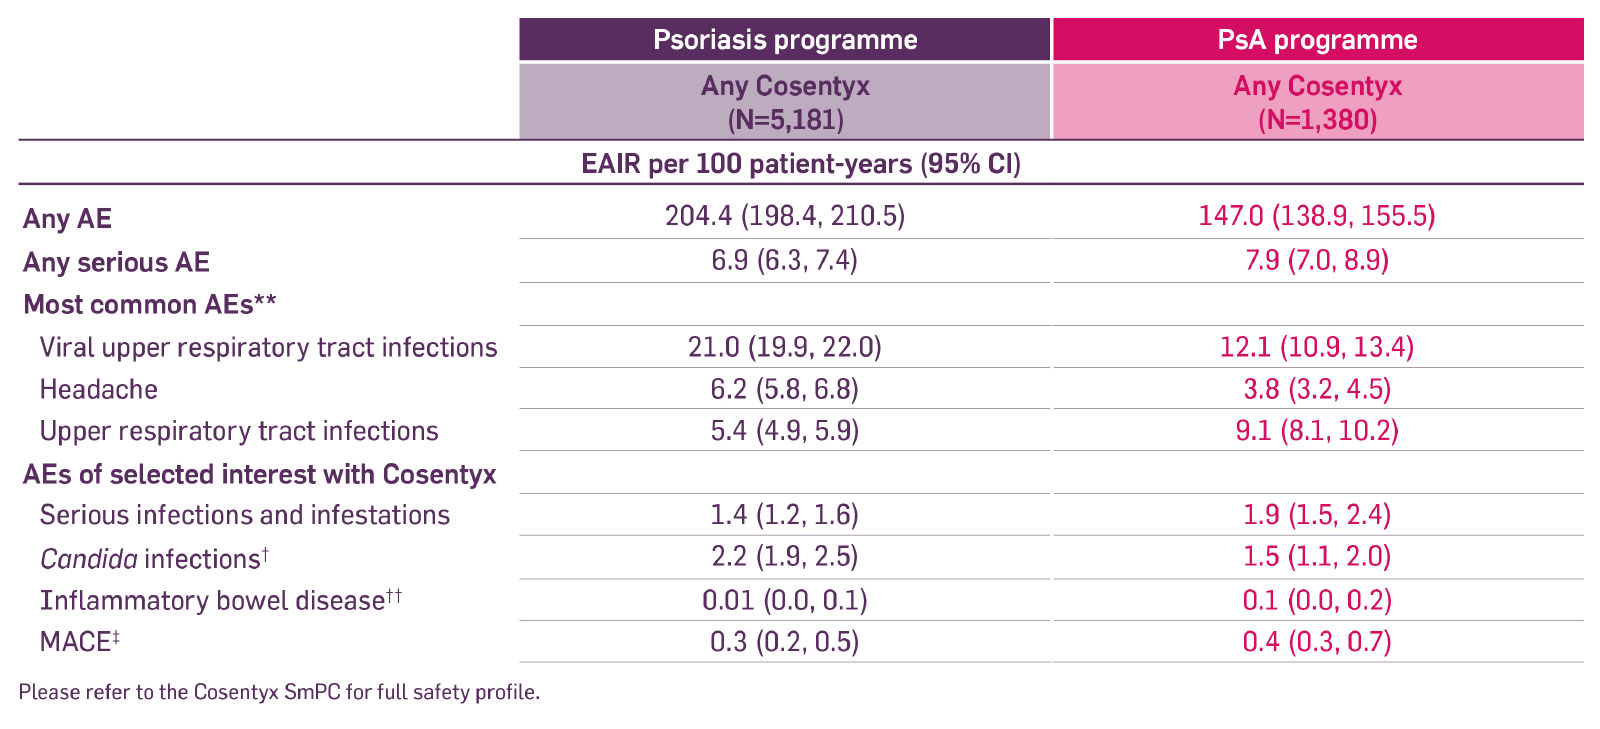 Psoriasis programme PsA programme
Any Cosentyx Any Cosentyx
(N=5,181) (N=1,380)
EAIR per 100 patient-years (95% CI)
Any AE 204.4 (198.4, 210.5) 147.0 (138.9, 155.5)
Any serious AE 6.9 (6.3, 7.4) 7.9 (7.0, 8.9)
Most common AEs**
Viral upper respiratory tract infections 21.0 (19.9, 22.0) 12.1 (10.9, 13.4)
Headache 6.2 (5.8, 6.8) 3.8 (3.2, 4.5)
Upper respiratory tract infections 5.4 (4.9, 5.9) 9.1 (8.1, 10.2)
AEs of selected interest with Cosentyx
Serious infections and infestations 1.4 (1.2, 1.6) 1.9 (1.5, 2.4)
Candida infections† 2.2 (1.9, 2.5) 1.5 (1.1, 2.0)
Inflammatory bowel disease†† 0.01 (0.0, 0.1) 0.1 (0.0, 0.2)
MACE‡ 0.3 (0.2, 0.5) 0.4 (0.3, 0.7)
Please refer to the Cosentyx SmPC for full safety profile.